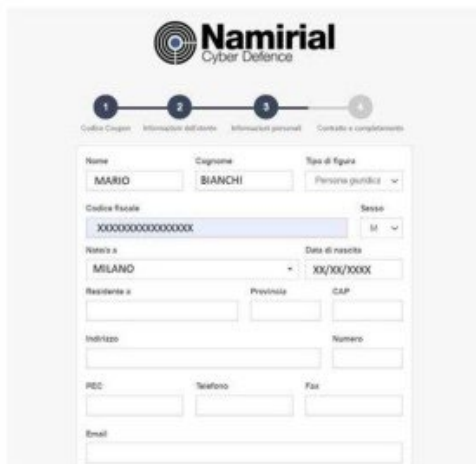 Namirial
Cyber Defence
1 2 3 4
Codice Coupon Informazioni dell'utente Informazioni personali Contratto e completamento
Nome Cognome Tipo di figura
MARIO BIANCHI Persona giuridica
Codice fiscale Sesso
XXXXXXXXXXXXXXXX M
Nato/a a Data di nascita
MILANO XX/XX/XXXX
Residente a Provincia CAP
Indirizzo Numero
PEC Telefono Fax
Email